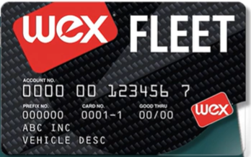 wex FLEET
ACCOUNT NO.
0000 00 123456 7
PREFIX NO. CARD NO. GOOD THRU
000000 0001-1 00/00
wex
ABC INC
VEHICLE DESC